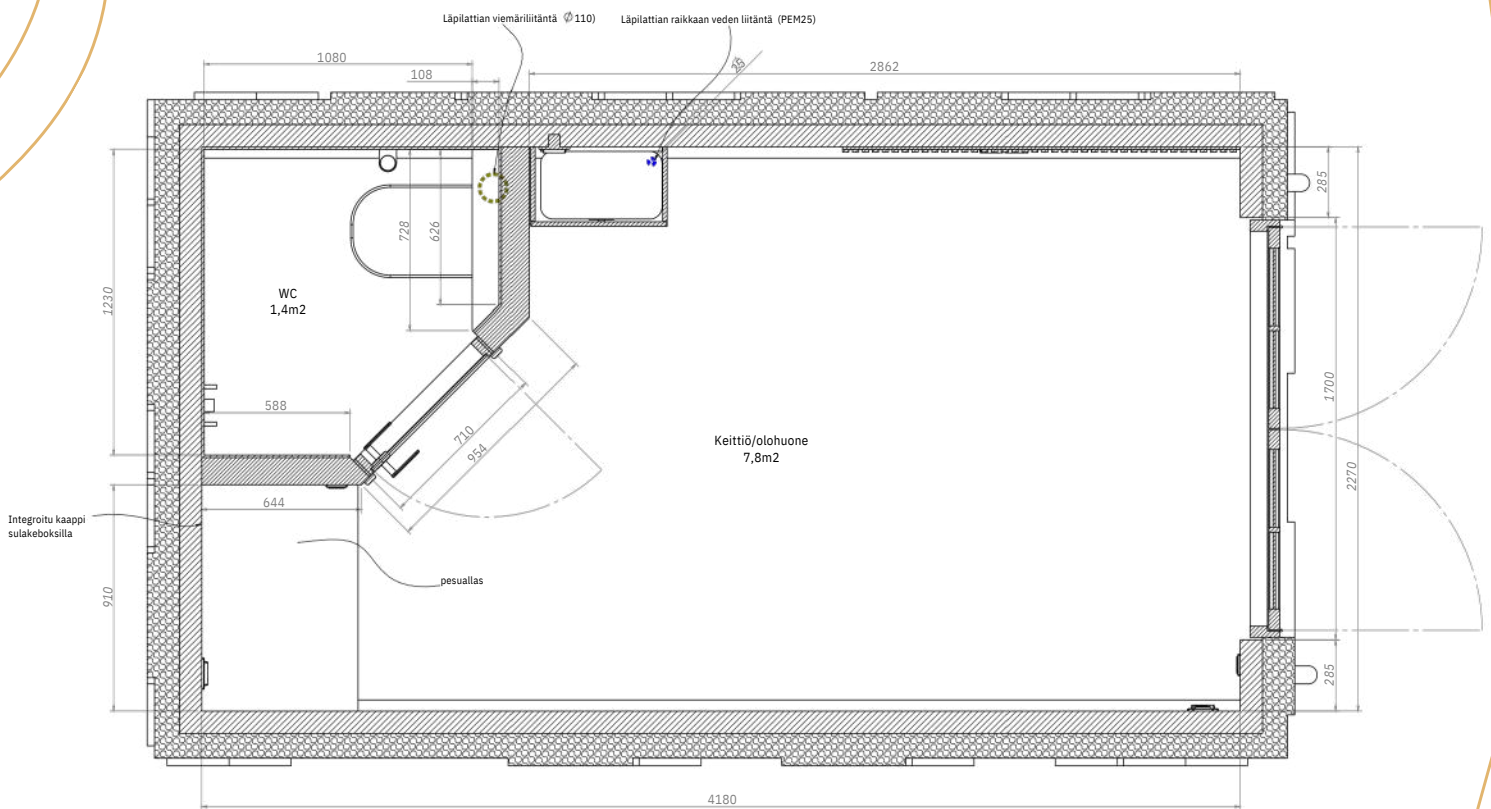 Läpilattian viemäriliitäntä ∅110)
Läpilattian raikkaan veden liitäntä (PEM25)
1080
108
2862
285
728
626
1230
WC
1,4m2
588
710
954
Keittiö/olohuone
7,8m2
1700
2270
644
Integroitu kaappi
sulakeboksilla
pesuallas
910
285
4180